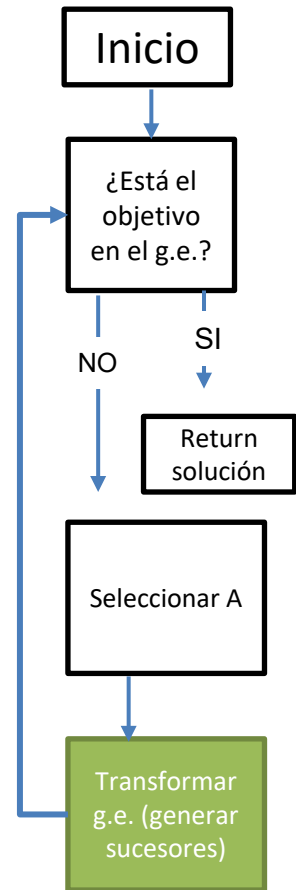 Inicio
¿Está el
objetivo
en el g.e.?
NO
SI
Return
solución
Seleccionar A
Transformar
g.e. (generar
sucesores)